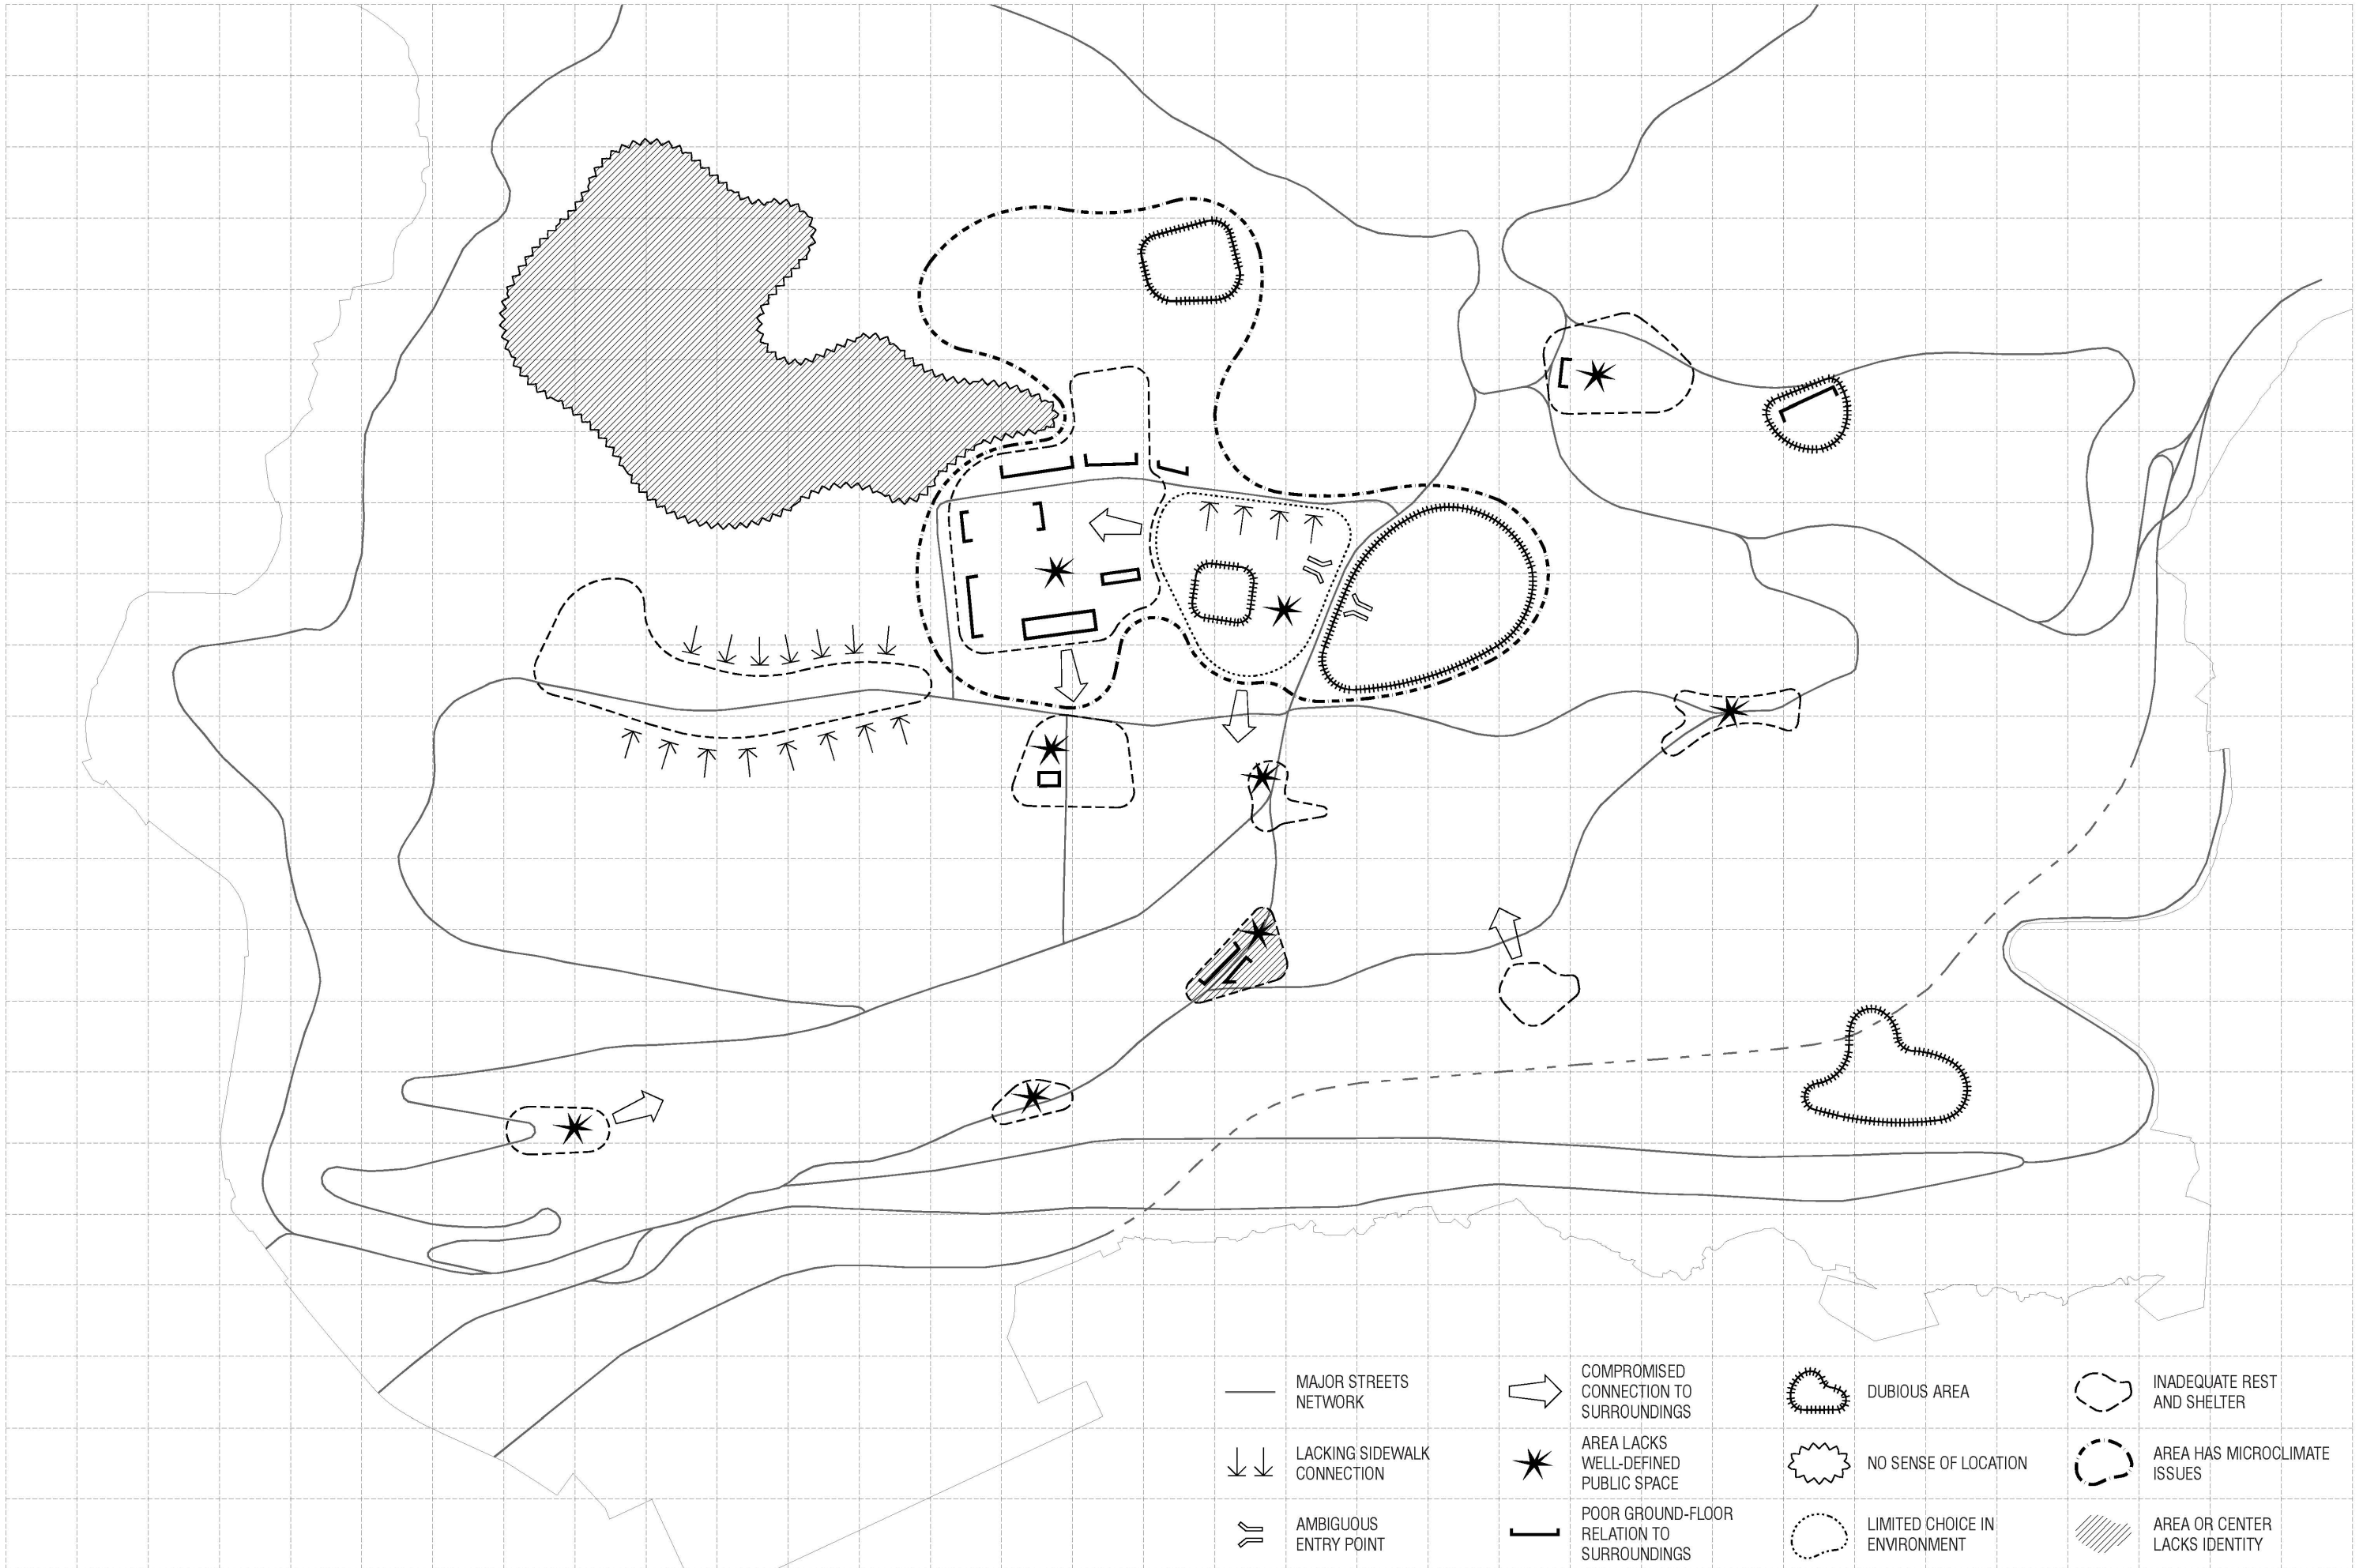 MAJOR STREETS
NETWORK
COMPROMISED
CONNECTION TO
SURROUNDINGS
DUBIOUS AREA
INADEQUATE REST
AND SHELTER
LACKING SIDEWALK
CONNECTION
AREA LACKS
WELL-DEFINED
PUBLIC SPACE
NO SENSE OF LOCATION
AREA HAS MICROCLIMATE
ISSUES
AMBIGUOUS
ENTRY POINT
POOR GROUND-FLOOR
RELATION TO
SURROUNDINGS
LIMITED CHOICE IN
ENVIRONMENT
AREA OR CENTER
LACKS IDENTITY